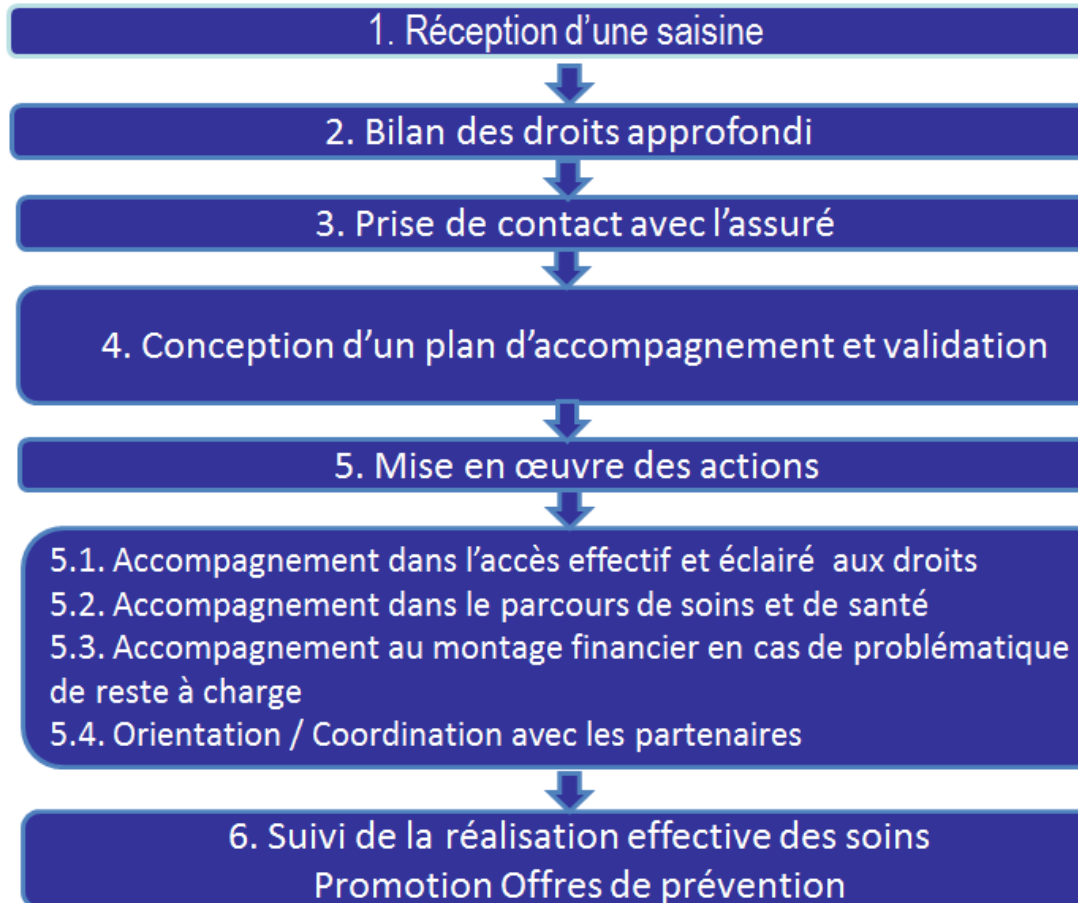 1. Réception d'une saisine
2. Bilan des droits approfondi
3. Prise de contact avec l'assuré
4. Conception d'un plan d'accompagnement et validation
5. Mise en œuvre des actions
5.1. Accompagnement dans l'accès effectif et éclairé aux droits
5.2. Accompagnement dans le parcours de soins et de santé
5.3. Accompagnement au montage financier en cas de problématique
de reste à charge
5.4. Orientation / Coordination avec les partenaires
6. Suivi de la réalisation effective des soins
Promotion Offres de prévention